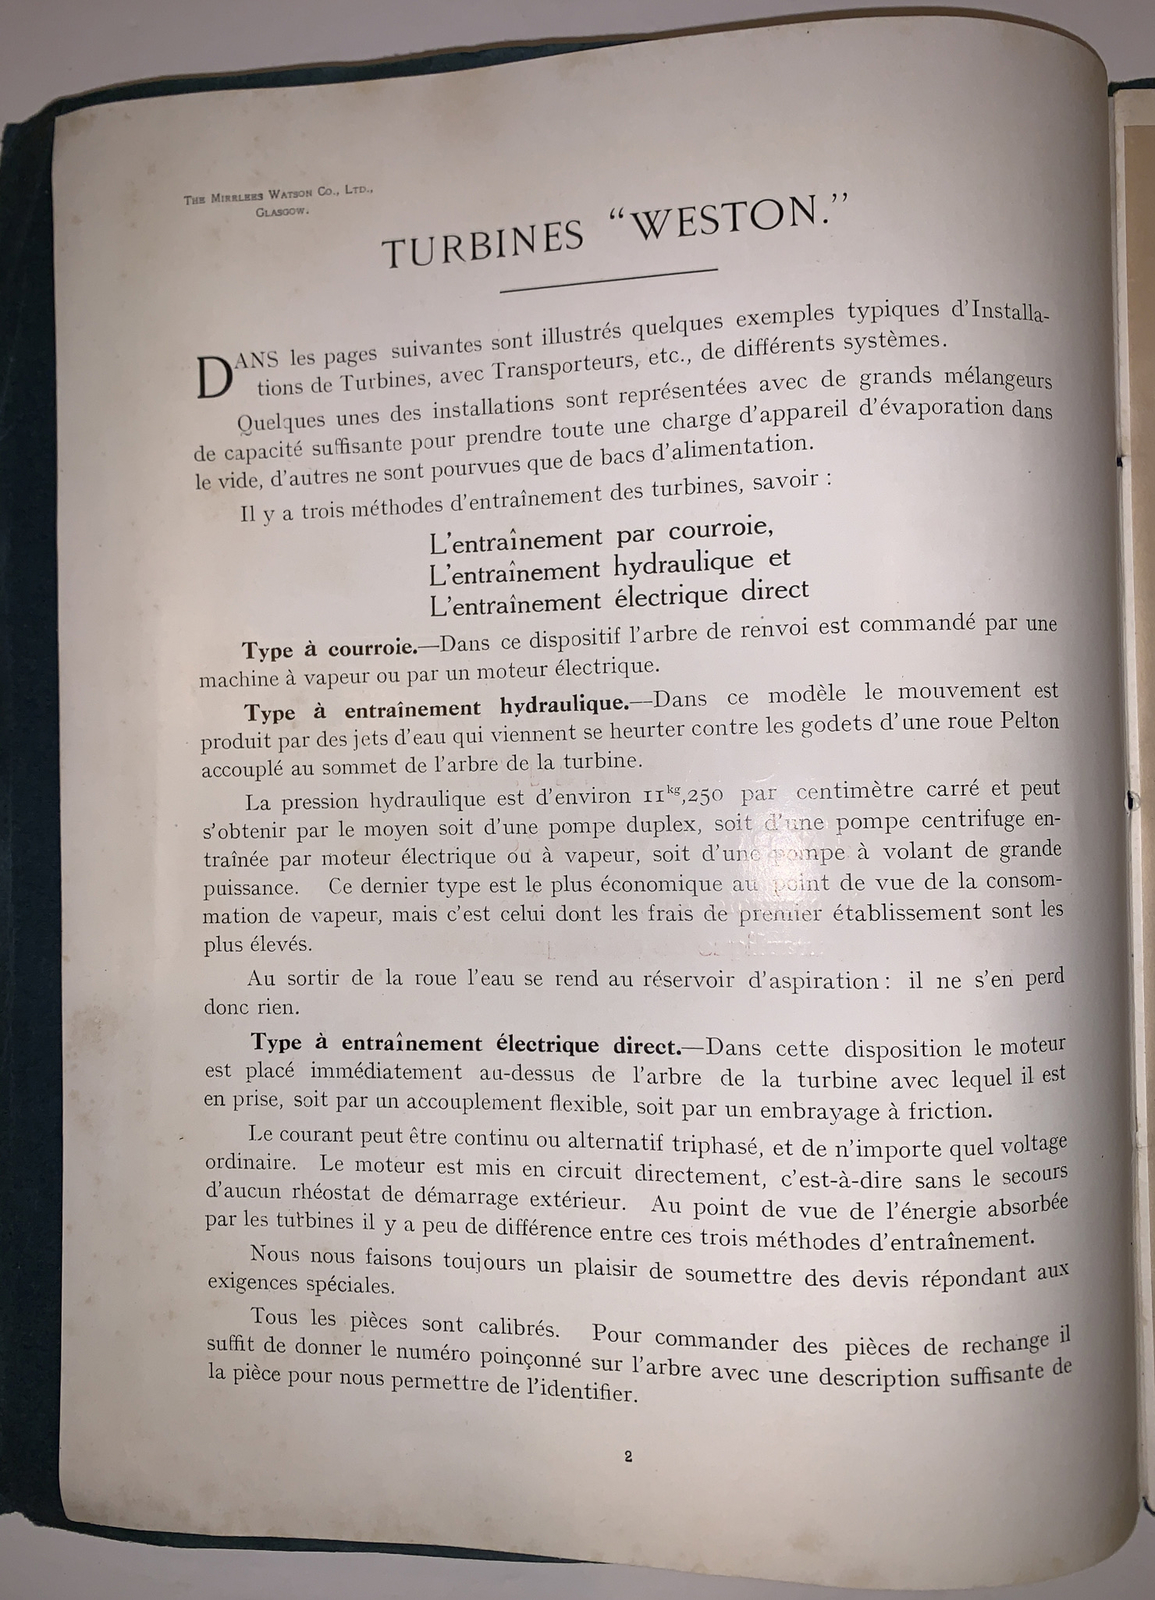 The Mirrlees Watson Co., Ltd.,
Glasgow.
TURBINES “WESTON.”
DANS les pages suivantes sont illustrés quelques exemples typiques d'Installa-
tions de Turbines, avec Transporteurs, etc., de différents systèmes.
Quelques unes des installations sont représentées avec de grands mélangeurs
de capacité suffisante pour prendre toute une charge d'appareil d'évaporation dans
le vide, d'autres ne sont pourvues que de bacs d'alimentation.
Il y a trois méthodes d'entraînement des turbines, savoir :
L'entraînement par courroie,
L'entraînement hydraulique et
L'entraînement électrique direct
Type à courroie.—Dans ce dispositif l'arbre de renvoi est commandé par une
machine à vapeur ou par un moteur électrique.
Type à entraînement hydraulique.—Dans ce modèle le mouvement est
produit par des jets d'eau qui viennent se heurter contre les godets d'une roue Pelton
accouplé au sommet de l'arbre de la turbine.
La pression hydraulique est d'environ 11kg,250 par centimètre carré et peut
s'obtenir par le moyen soit d'une pompe duplex, soit d'une pompe centrifuge en-
traînée par moteur électrique ou à vapeur, soit d'une pompe à volant de grande
puissance. Ce dernier type est le plus économique au point de vue de la consom-
mation de vapeur, mais c'est celui dont les frais de premier établissement sont les
plus élevés.
Au sortir de la roue l'eau se rend au réservoir d'aspiration : il ne s'en perd
donc rien.
Type à entraînement électrique direct.—Dans cette disposition le moteur
est placé immédiatement au-dessus de l'arbre de la turbine avec lequel il est
en prise, soit par un accouplement flexible, soit par un embrayage à friction.
Le courant peut être continu ou alternatif triphasé, et de n'importe quel voltage
ordinaire. Le moteur est mis en circuit directement, c'est-à-dire sans le secours
d'aucun rhéostat de démarrage extérieur. Au point de vue de l'énergie absorbée
par les turbines il y a peu de différence entre ces trois méthodes d'entraînement.
Nous nous faisons toujours un plaisir de soumettre des devis répondant aux
exigences spéciales.
Tous les pièces sont calibrés. Pour commander des pièces de rechange il
suffit de donner le numéro poinçonné sur l'arbre avec une description suffisante de
la pièce pour nous permettre de l'identifier.
2